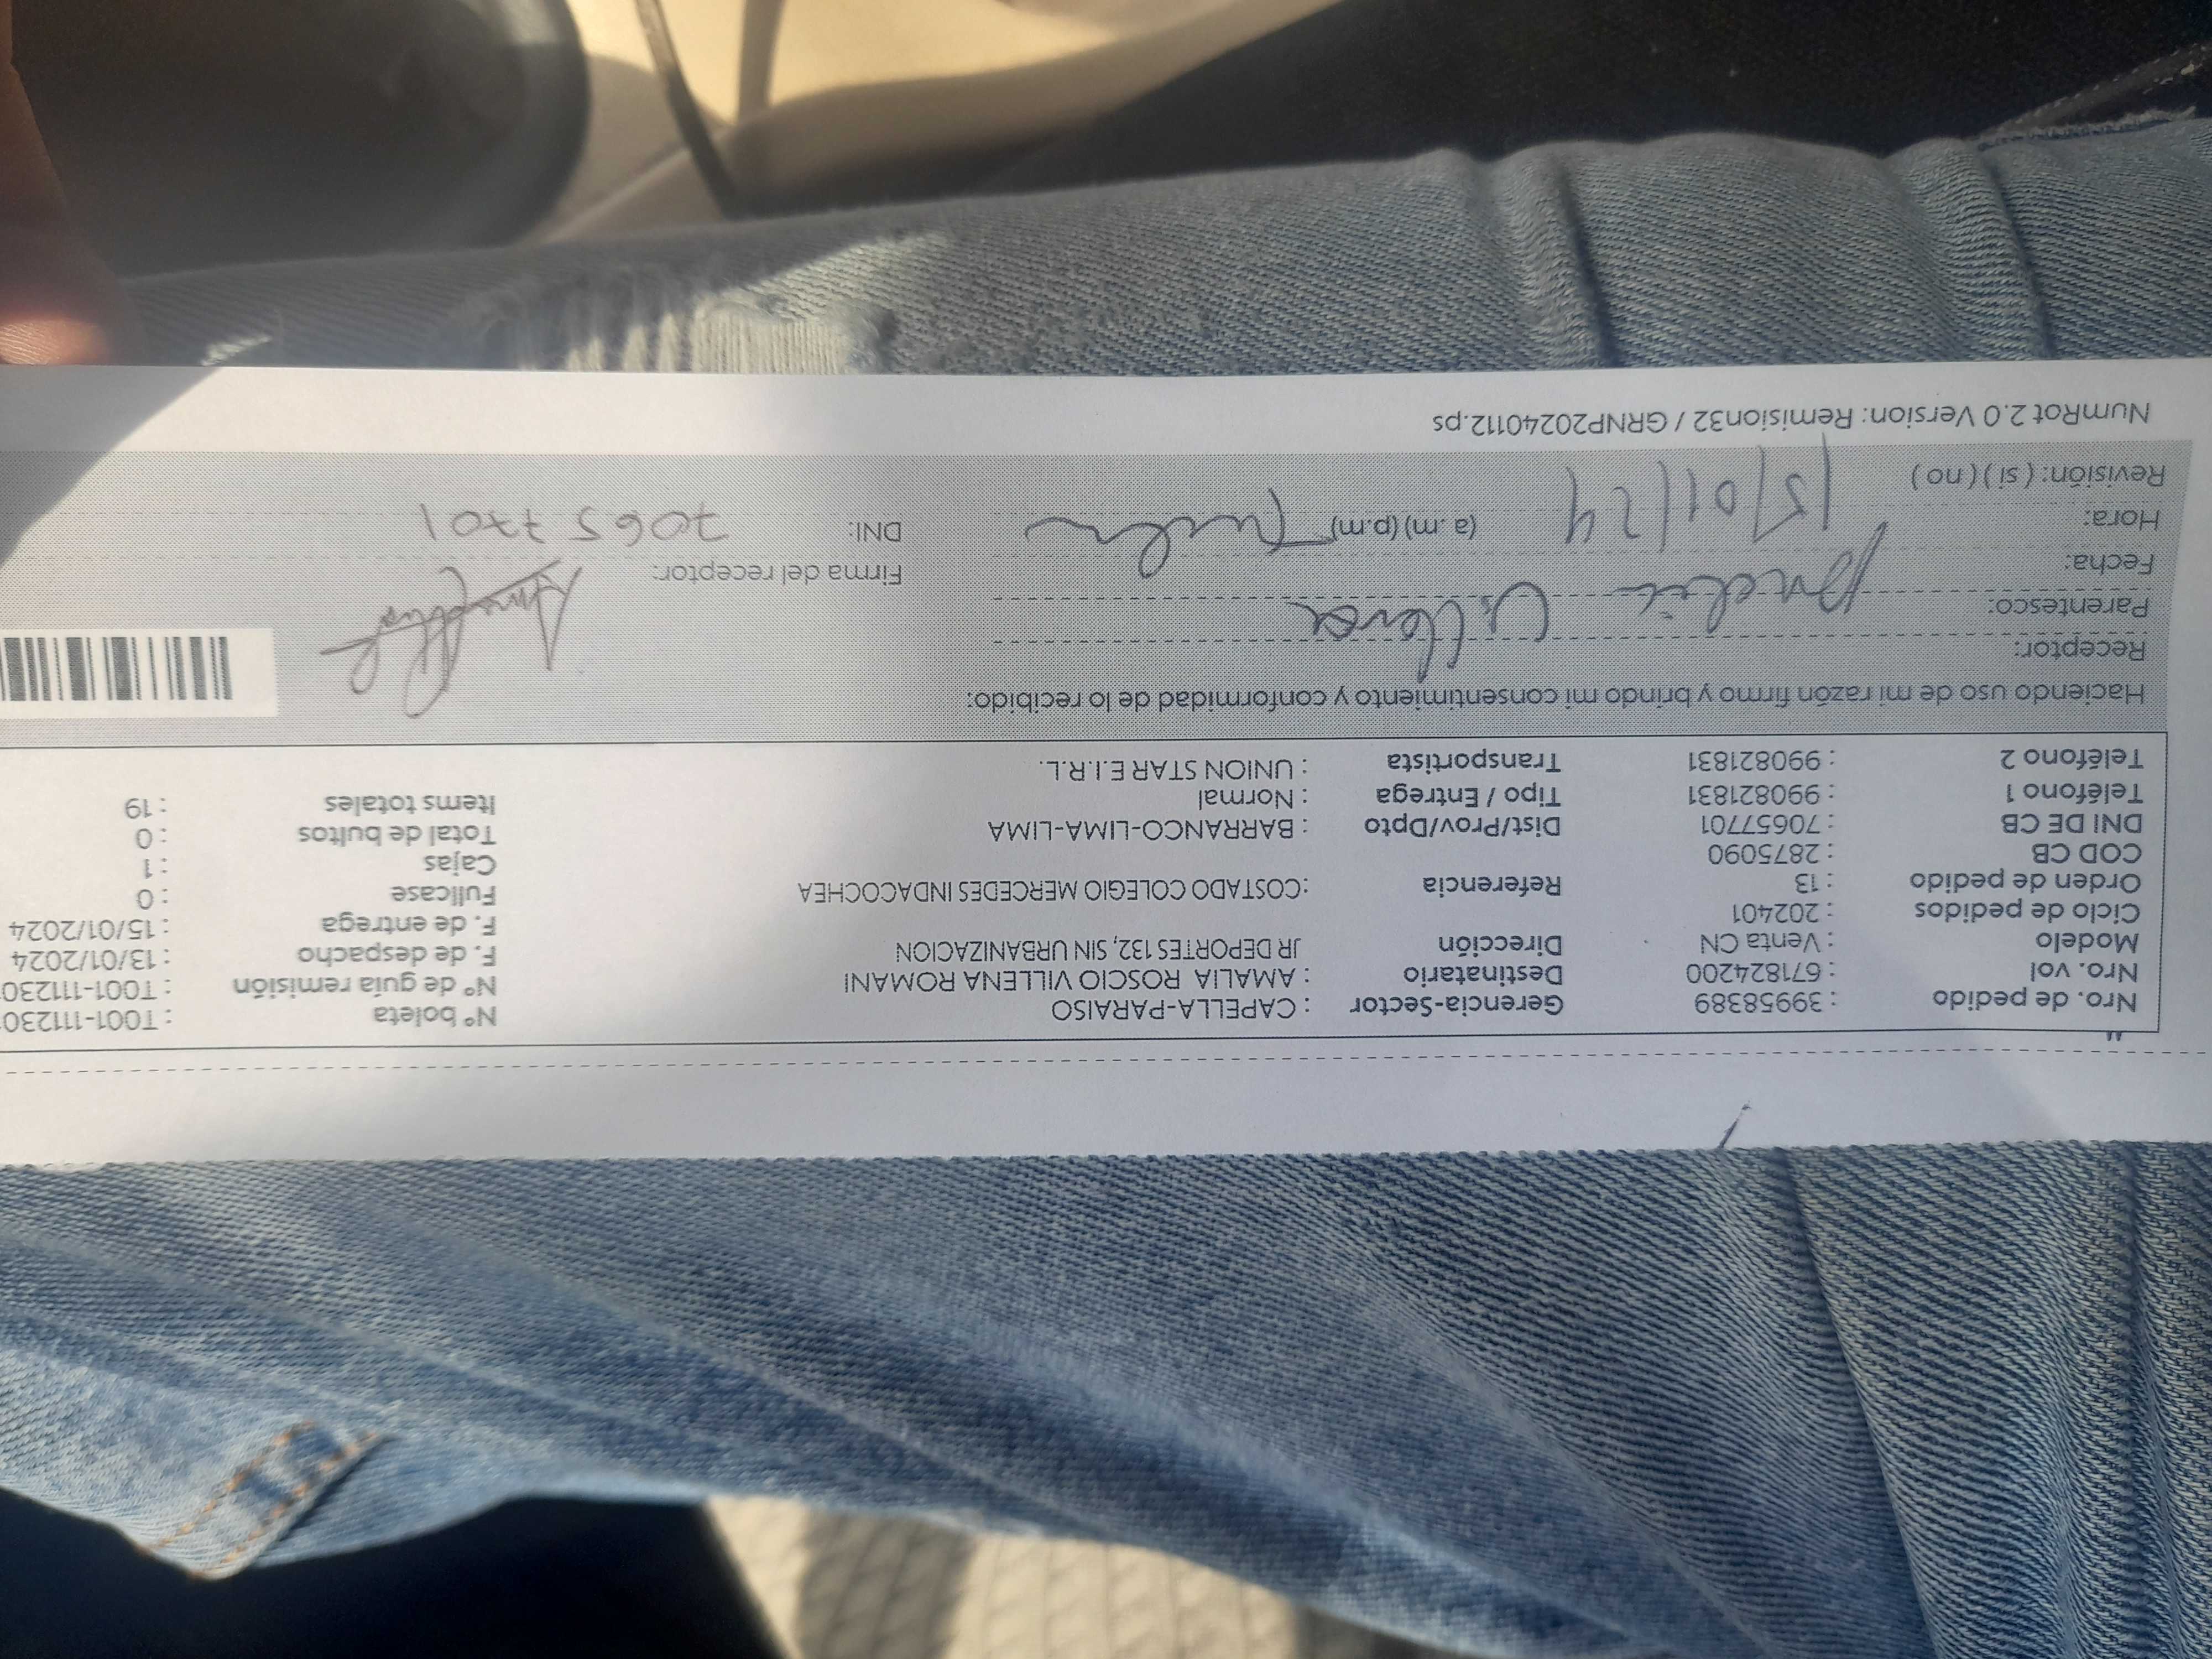 Nro. de pedido : 39958389 Gerencia-Sector : CAPELLA-PARAISO N° boleta : T001-111230
Nro. vol : 671824200 Destinatario : AMALIA ROSCIO VILLENA ROMANI N° de guía remisión : T001-111230
Modelo : Venta CN Dirección JR DEPORTES 132, SIN URBANIZACION F. de despacho : 13/01/2024
Ciclo de pedidos : 202401 F. de entrega : 15/01/2024
Orden de pedido : 13 Referencia :COSTADO COLEGIO MERCEDES INDACOCHEA Fullcase : 0
COD CB : 2875090 Cajas : 1
DNI DE CB : 70657701 Dist/Prov/Dpto : BARRANCO-LIMA-LIMA Total de bultos : 0
Teléfono 1 : 990821831 Tipo / Entrega : Normal Items totales : 19
Teléfono 2 : 990821831 Transportista : UNION STAR E.I.R.L.
Haciendo uso de mi razón firmo y brindo mi consentimiento y conformidad de lo recibido:
Receptor:
Parentesco: Villena
Fecha: Firma del receptor:
Hora: 15/01/24 (a.m) (p.m) DNI: 70657701
Revisión: ( si ) ( no )
NumRot 2.0 Version: Remision32 / GRNP20240112.ps